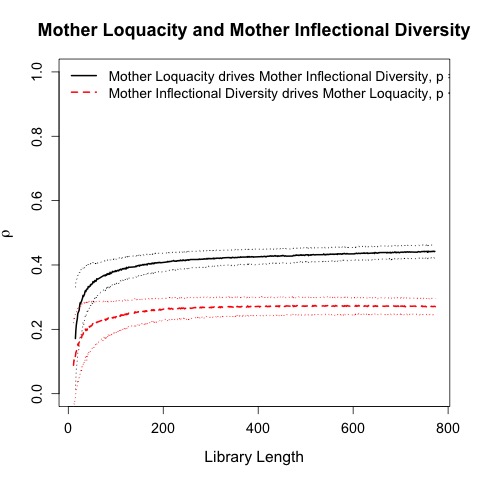 Mother Loquacity and Mother Inflectional Diversity
Mother Loquacity drives Mother Inflectional Diversity, p
Mother Inflectional Diversity drives Mother Loquacity, p
1.0
0.8
0.6
0.4
0.2
0.0
ρ
0 200 400 600 800
Library Length